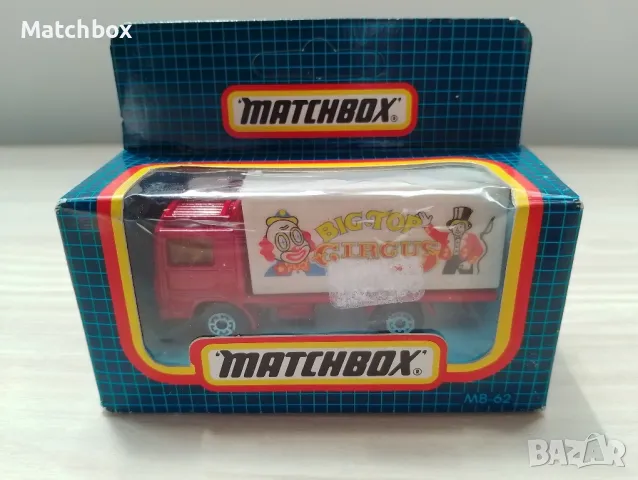 Matchbox
"MATCHBOX"®
BIG-TOP
CIRCUS
"MATCHBOX"®
MB-62
BAZAR